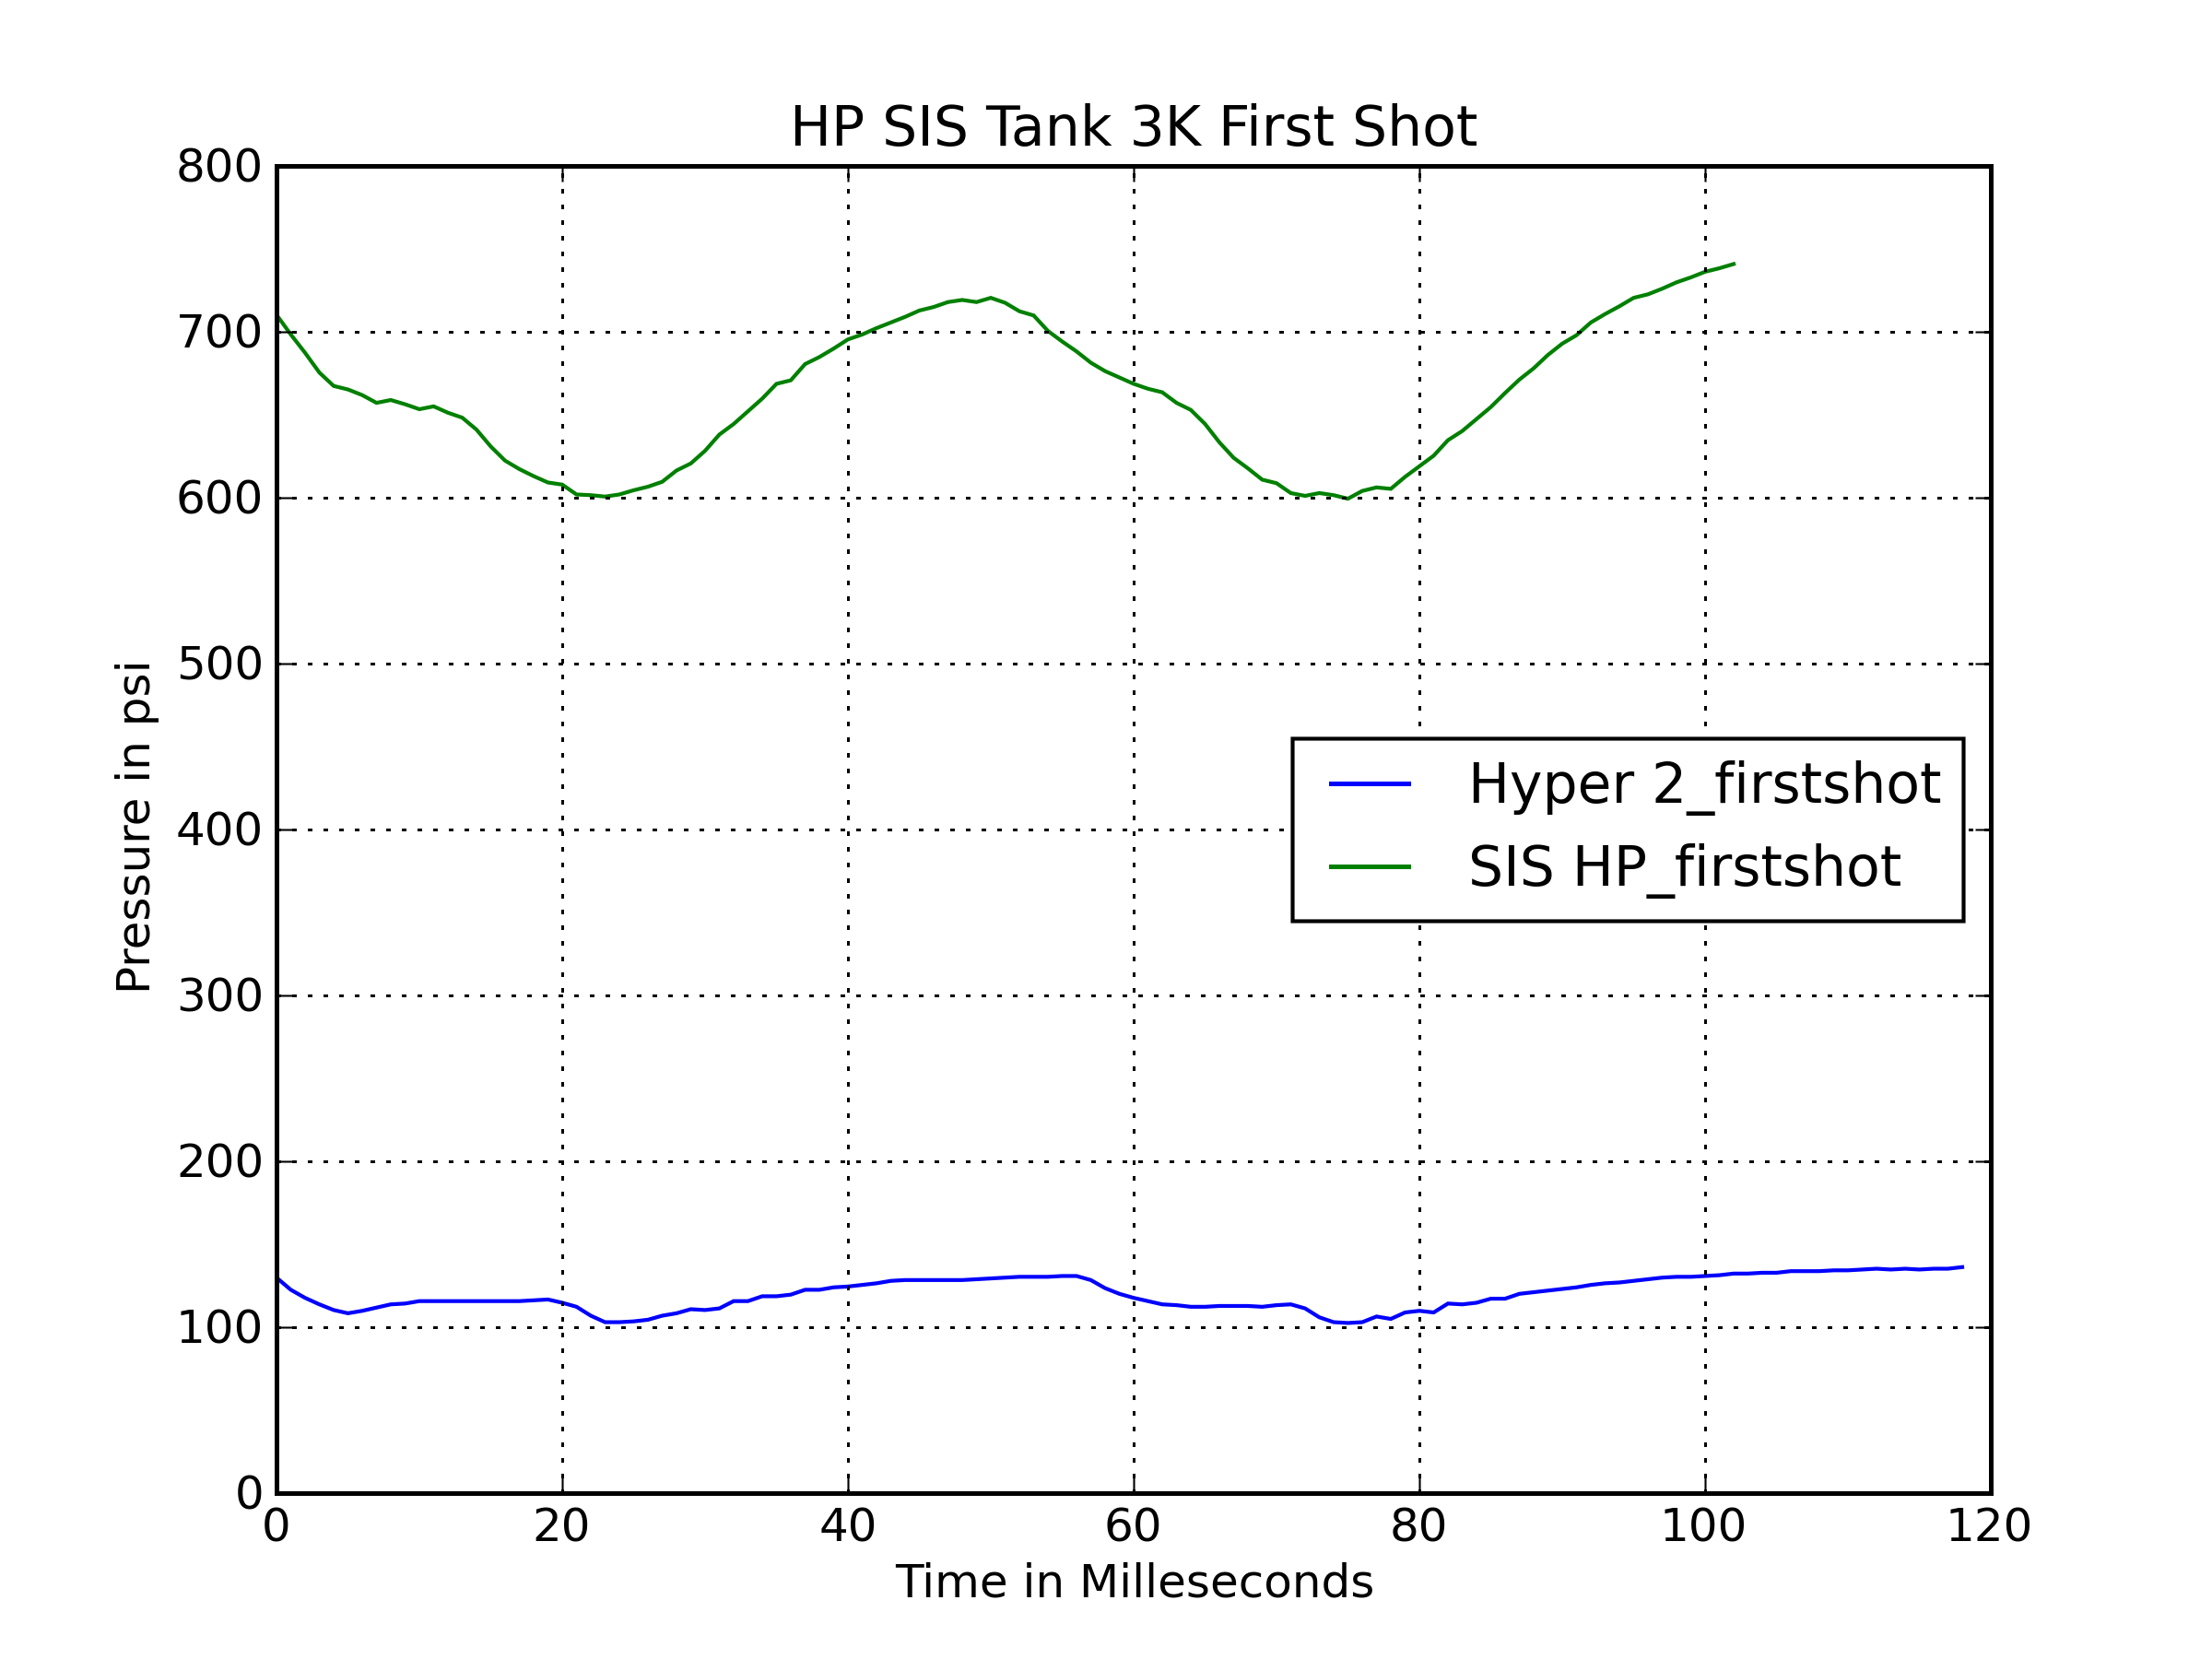 HP SIS Tank 3K First Shot
800
700
600
500
400
300
200
100
0
Pressure in psi
Hyper 2_firstshot
SIS HP_firstshot
0 20 40 60 80 100 120
Time in Milleseconds